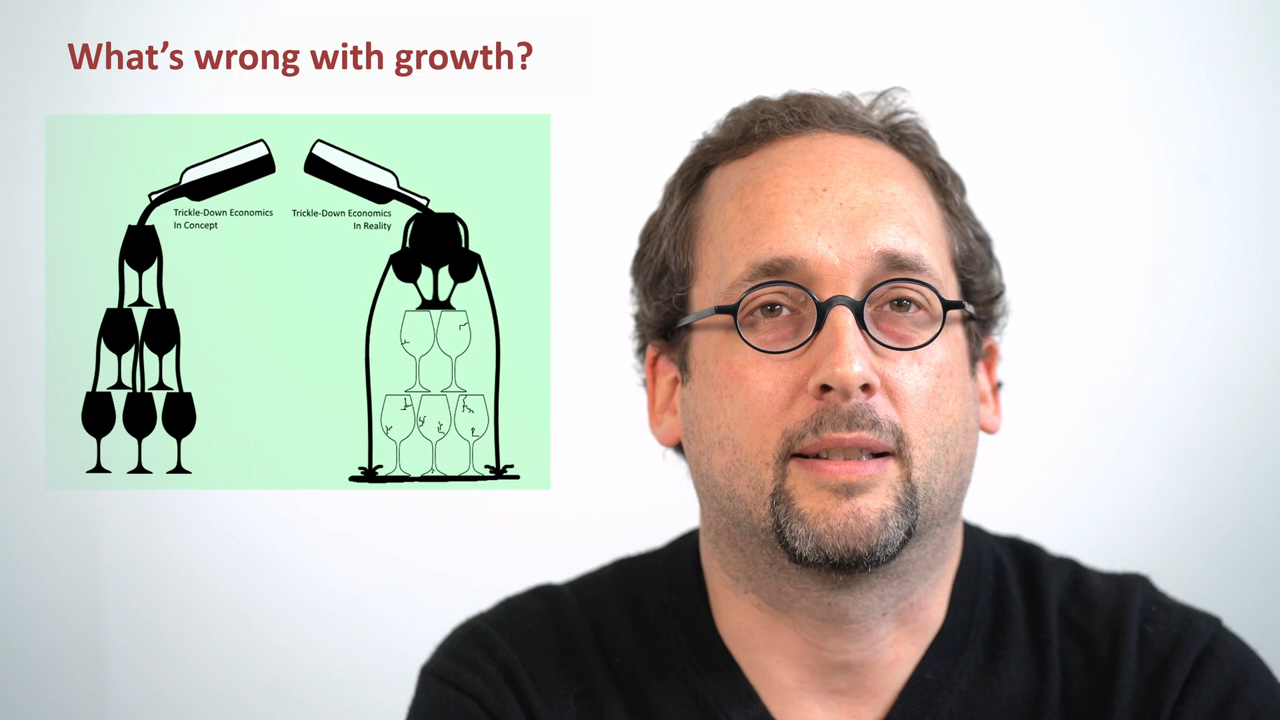 What’s wrong with growth?
Trickle-Down Economics
In Concept
Trickle-Down Economics
In Reality